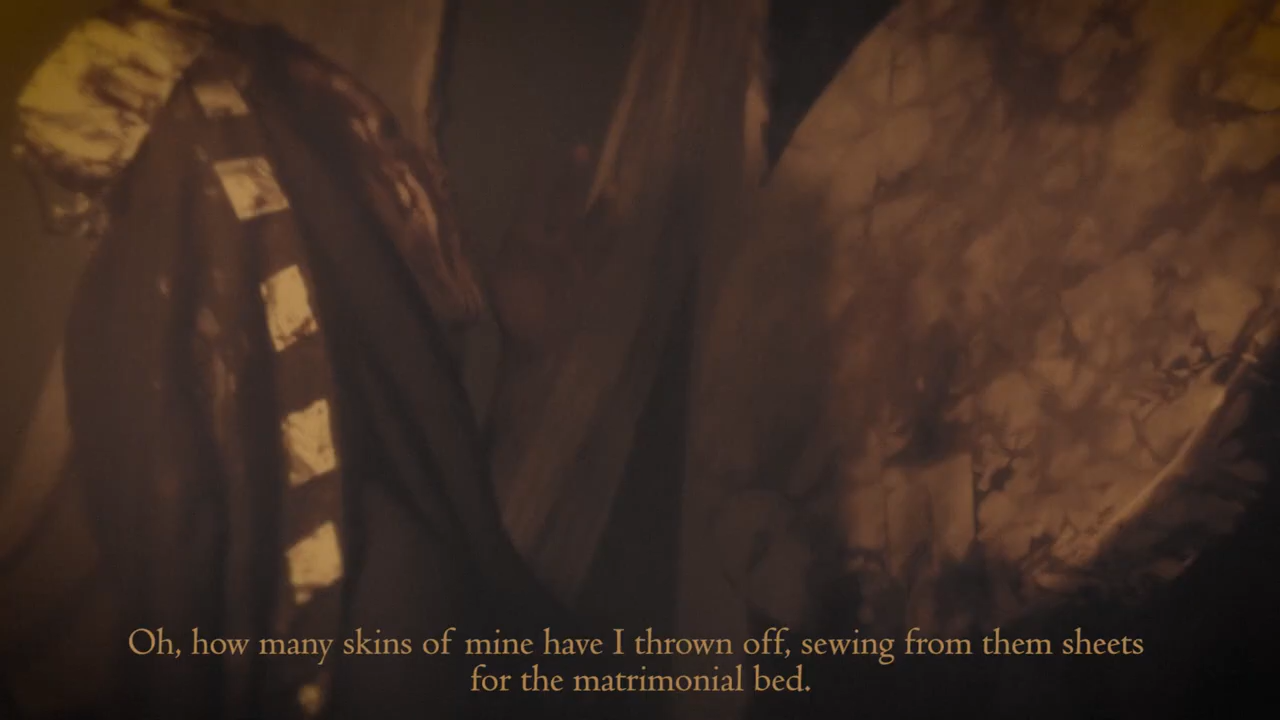 Oh, how many skins of mine have I thrown off, sewing from them sheets
for the matrimonial bed.